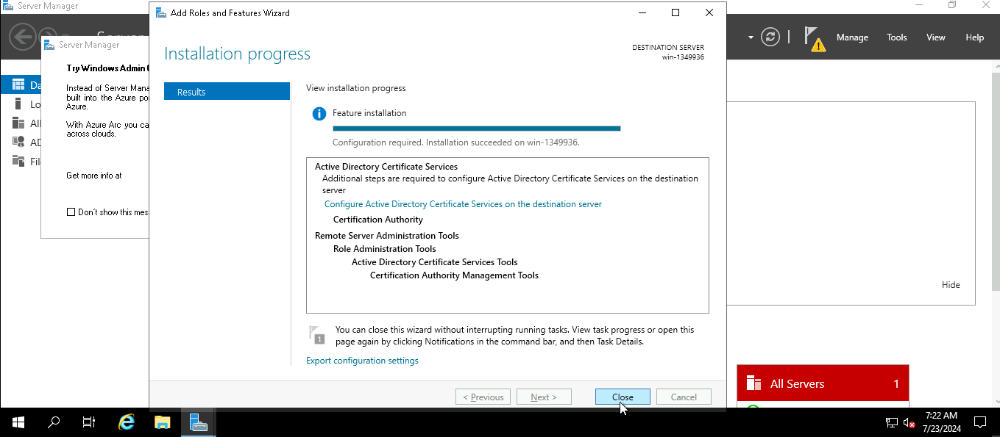 Server Manager
Add Roles and Features Wizard
Manage
Tools
View
Help
Server Manager
Try Windows Admin
Instead of Server Mana
built into the Azure po
Azure.
With Azure Arc you ca
across clouds.
Get more info at
Don't show this mes
Installation progress
DESTINATION SERVER
win-1349936
Results
View installation progress
Feature installation
Configuration required. Installation succeeded on win-1349936.
Active Directory Certificate Services
Additional steps are required to configure Active Directory Certificate Services on the destination
server
Configure Active Directory Certificate Services on the destination server
Certification Authority
Remote Server Administration Tools
Role Administration Tools
Active Directory Certificate Services Tools
Certification Authority Management Tools
1
You can close this wizard without interrupting running tasks. View task progress or open this
page again by clicking Notifications in the command bar, and then Task Details.
Export configuration settings
< Previous
Next >
Close
Cancel
Hide
All Servers 1
7:22 AM
7/23/2024